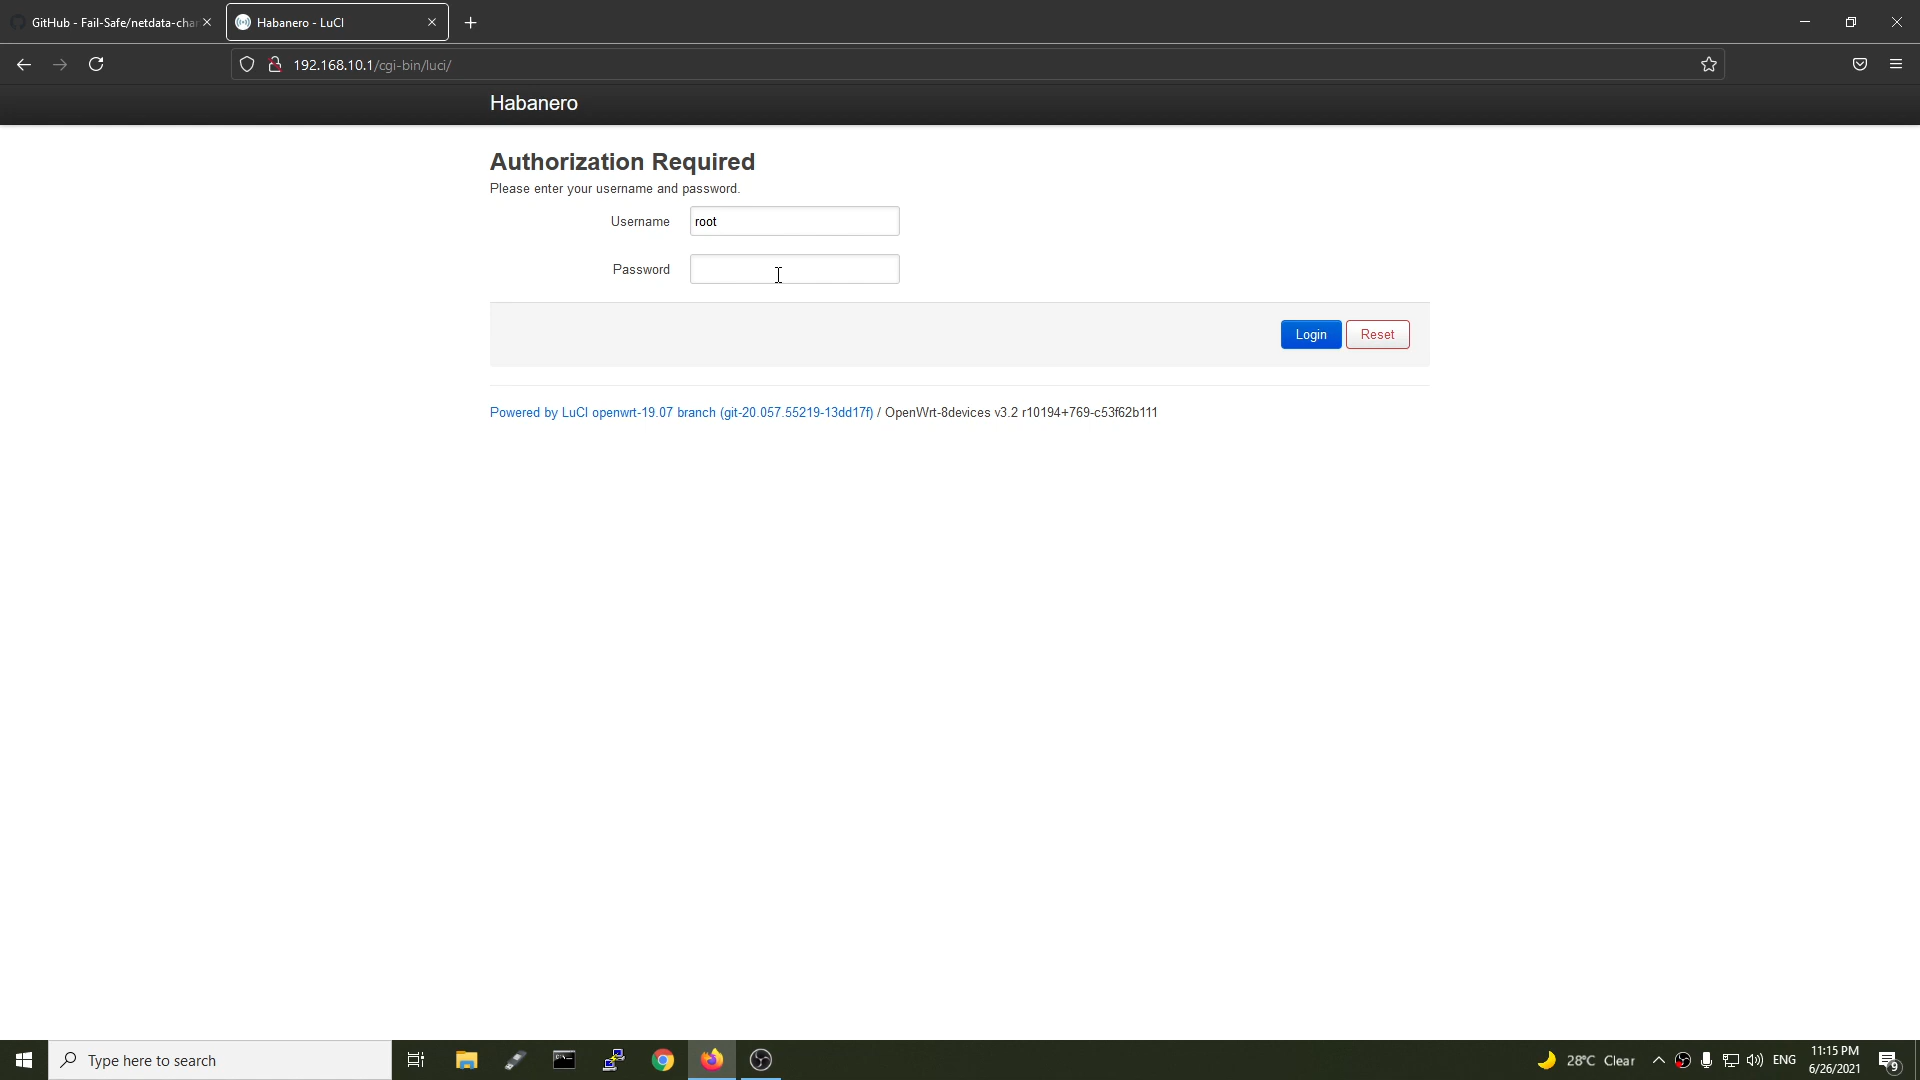 GitHub - Fail-Safe/netdata-char
Habanero - LuCI
192.168.10.1/cgi-bin/luci/
Habanero
Authorization Required
Please enter your username and password.
Username
root
Password
Login
Reset
Powered by LuCI openwrt-19.07 branch (git-20.057.55219-13dd17f) / OpenWrt-8devices v3.2 r10194+769-c53f62b111
Type here to search
28°C Clear
ENG
11:15 PM
6/26/2021
9